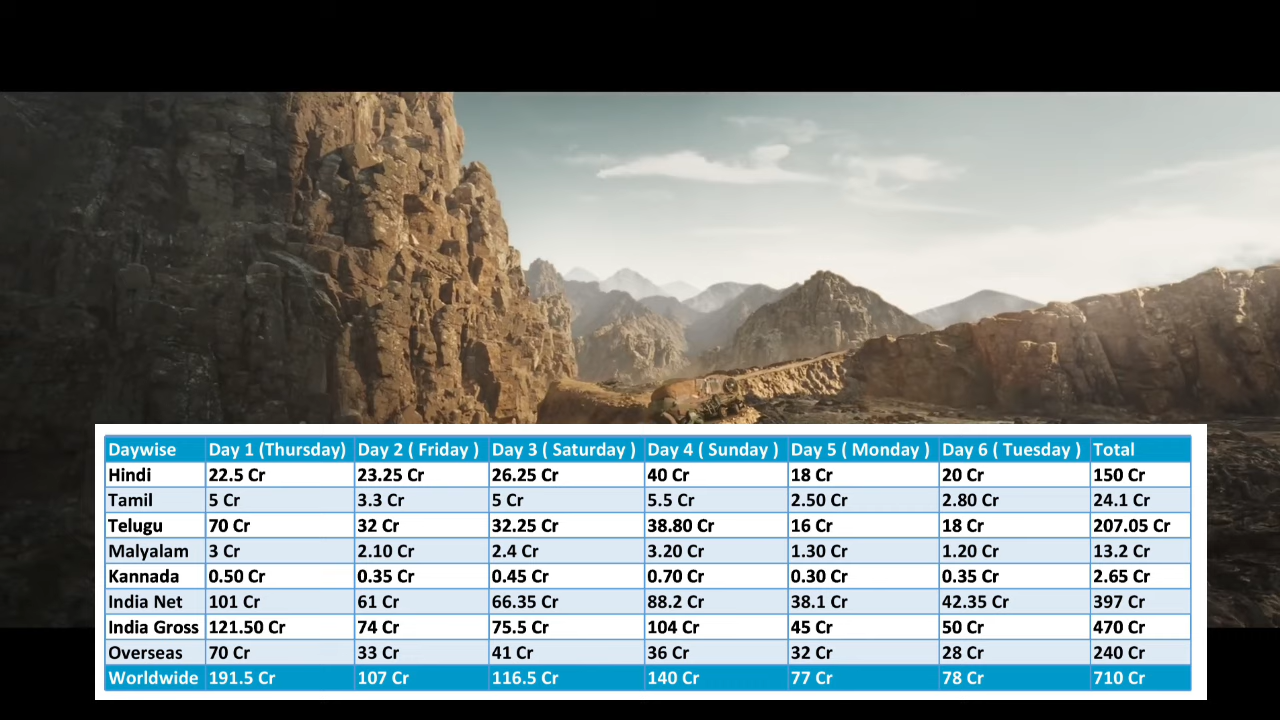 Daywise Day 1 (Thursday) Day 2 ( Friday ) Day 3 ( Saturday ) Day 4 ( Sunday ) Day 5 ( Monday ) Day 6 ( Tuesday ) Total
Hindi 22.5 Cr 23.25 Cr 26.25 Cr 40 Cr 18 Cr 20 Cr 150 Cr
Tamil 5 Cr 3.3 Cr 5 Cr 5.5 Cr 2.50 Cr 2.80 Cr 24.1 Cr
Telugu 70 Cr 32 Cr 32.25 Cr 38.80 Cr 16 Cr 18 Cr 207.05 Cr
Malyalam 3 Cr 2.10 Cr 2.4 Cr 3.20 Cr 1.30 Cr 1.20 Cr 13.2 Cr
Kannada 0.50 Cr 0.35 Cr 0.45 Cr 0.70 Cr 0.30 Cr 0.35 Cr 2.65 Cr
India Net 101 Cr 61 Cr 66.35 Cr 88.2 Cr 38.1 Cr 42.35 Cr 397 Cr
India Gross 121.50 Cr 74 Cr 75.5 Cr 104 Cr 45 Cr 50 Cr 470 Cr
Overseas 70 Cr 33 Cr 41 Cr 36 Cr 32 Cr 28 Cr 240 Cr
Worldwide 191.5 Cr 107 Cr 116.5 Cr 140 Cr 77 Cr 78 Cr 710 Cr